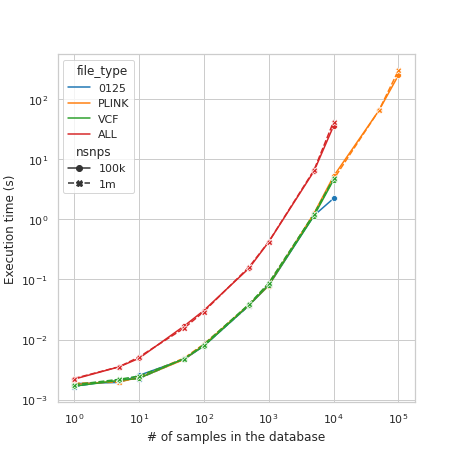 file_type
0125
PLINK
VCF
ALL
nsnps
100k
1m
Execution time (s)
10²
10¹
10⁰
10⁻¹
10⁻²
10⁻³
10⁰ 10¹ 10² 10³ 10⁴ 10⁵
# of samples in the database